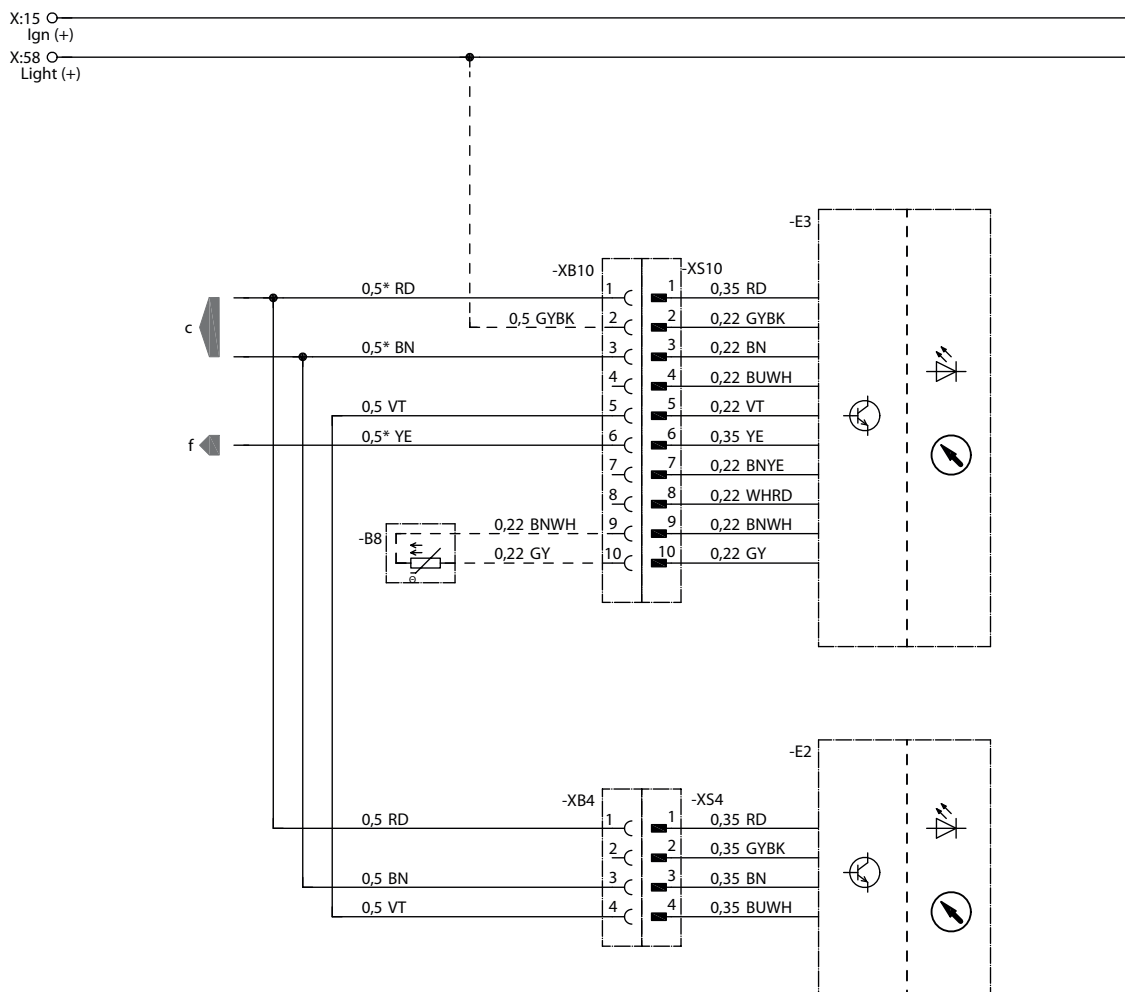 X:15
Ign (+)
X:58
Light (+)
-E3
-XB10
-XS10
0,5* RD
1
1
0,35 RD
c
0,5 GYBK
2
2
0,22 GYBK
0,5* BN
3
3
0,22 BN
4
4
0,22 BUWH
0,5 VT
5
5
0,22 VT
f
0,5* YE
6
6
0,35 YE
7
7
0,22 BNYE
8
8
0,22 WHRD
-B8
0,22 BNWH
9
9
0,22 BNWH
0,22 GY
10
10
0,22 GY
Θ
-E2
-XB4
-XS4
0,5 RD
1
1
0,35 RD
2
2
0,35 GYBK
0,5 BN
3
3
0,35 BN
0,5 VT
4
4
0,35 BUWH